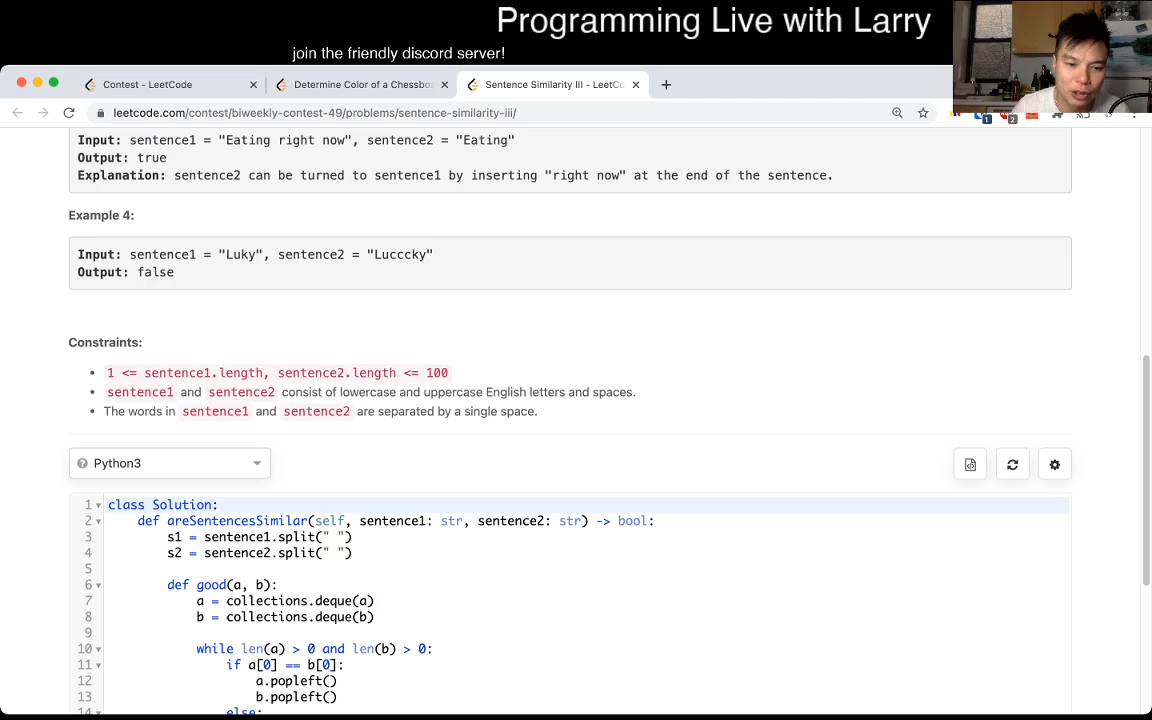 Programming Live with Larry
join the friendly discord server!
Contest - LeetCode
Determine Color of a Chessboa
Sentence Similarity III - LeetCo
leetcode.com/contest/biweekly-contest-49/problems/sentence-similarity-iii/
Input: sentence1 = "Eating right now", sentence2 = "Eating"
Output: true
Explanation: sentence2 can be turned to sentence1 by inserting "right now" at the end of the sentence.
Example 4:
Input: sentence1 = "Luky", sentence2 = "Lucccky"
Output: false
Constraints:
1 <= sentence1.length, sentence2.length <= 100
sentence1 and sentence2 consist of lowercase and uppercase English letters and spaces.
The words in sentence1 and sentence2 are separated by a single space.
Python3
1 class Solution:
2 def areSentencesSimilar(self, sentence1: str, sentence2: str) -> bool:
3 s1 = sentence1.split(" ")
4 s2 = sentence2.split(" ")
5
6 def good(a, b):
7 a = collections.deque(a)
8 b = collections.deque(b)
9
10 while len(a) > 0 and len(b) > 0:
11 if a[0] == b[0]:
12 a.popleft()
13 b.popleft()
14 else: